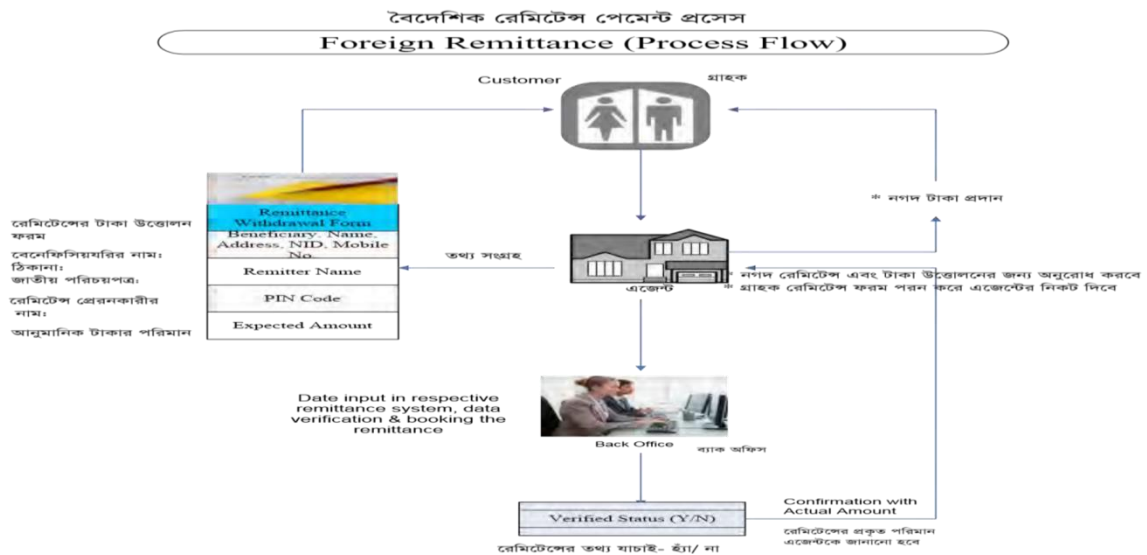 বৈদেশিক রেমিটেন্স পেমেন্ট প্রসেস
Foreign Remittance (Process Flow)
Customer
গ্রাহক
Remittance
Withdrawal Form
Beneficiary. Name,
Address, NID, Mobile
No.
Remitter Name
PIN Code
Expected Amount
রেমিটেন্সের টাকা উত্তোলন
ফরম
বেনেফিসিয়যরির নাম:
ঠিকানা:
জাতীয় পরিচয়পত্র:
রেমিটেন্স প্রেরনকারীর
নাম:
আনুমানিক টাকার পরিমান
তথ্য সংগ্রহ
এজেন্ট
* নগদ টাকা প্রদান
* নগদ রেমিটেন্স এবং টাকা উত্তোলনের জন্য অনুরোধ করবে
* গ্রাহক রেমিটেন্স ফরম পরন করে এজেন্টের নিকট দিবে
Date input in respective
remittance system, data
verification & booking the
remittance
Back Office
ব্যাক অফিস
Verified Status (Y/N)
রেমিটেন্সের তথ্য যাচাই- হ্যাঁ/ না
Confirmation with
Actual Amount
রেমিটেন্সের প্রকৃত পরিমান
এজেন্টকে জানানো হবে